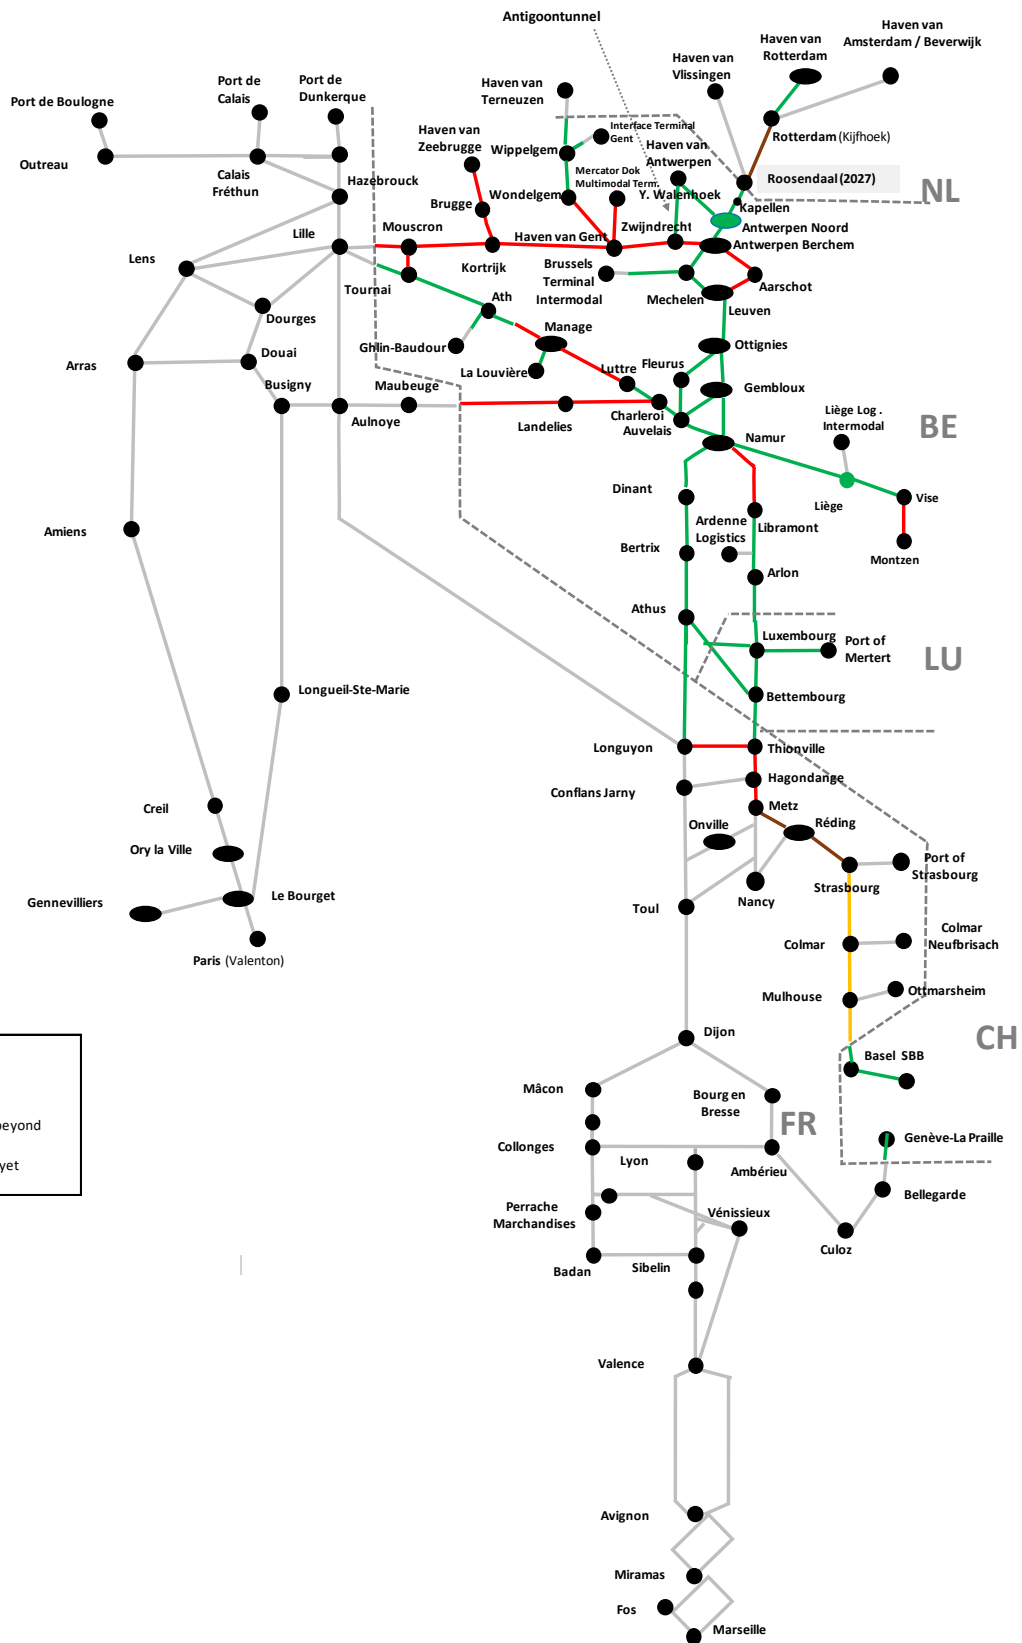 Antigoontunnel
Haven van
Rotterdam
Haven van
Amsterdam / Beverwijk
Haven van
Vlissingen
Port de
Calais
Port de
Dunkerque
Haven van
Terneuzen
Port de Boulogne
Interface Terminal
Gent
Haven van
Zeebrugge
Wippelgem
Haven van
Antwerpen
Rotterdam (Kijfhoek)
Outreau
Calais
Fréthun
Hazebrouck
Mercator Dok
Multimodal Term.
Roosendaal (2027)
NL
Wondelgem
Y. Walenhoek
Kapellen
Brugge
Mouscron
Lille
Haven van Gent
Zwijndrecht
Antwerpen Noord
Antwerpen Berchem
Lens
Kortrijk
Brussels
Terminal
Intermodal
Tournai
Aarschot
Mechelen
Ath
Leuven
Dourges
Manage
Ghlin-Baudour
Ottignies
Douai
Arras
La Louvière
Luttre
Fleurus
Busigny
Maubeuge
Gembloux
Aulnoye
Landelies
Charleroi
Auvelais
Liège Log .
Intermodal
BE
Namur
Dinant
Liège
Vise
Amiens
Ardenne
Logistics
Libramont
Bertrix
Montzen
Arlon
Athus
Luxembourg
Port of
Mertert
LU
Longueil-Ste-Marie
Bettembourg
Longuyon
Thionville
Hagondange
Conflans Jarny
Creil
Metz
Onville
Réding
Ory la Ville
Port of
Strasbourg
Strasbourg
Gennevilliers
Le Bourget
Nancy
Toul
Paris (Valenton)
Colmar
Colmar
Neufbrisach
Mulhouse
Ottmarsheim
Dijon
CH
Basel SBB
Mâcon
Bourg en
Bresse
beyond
FR
yet
Collonges
Lyon
Ambérieu
Genève-La Praille
Bellegarde
Perrache
Marchandises
Vénissieux
Culoz
Badan
Sibelin
Valence
Avignon
Miramas
Fos
Marseille